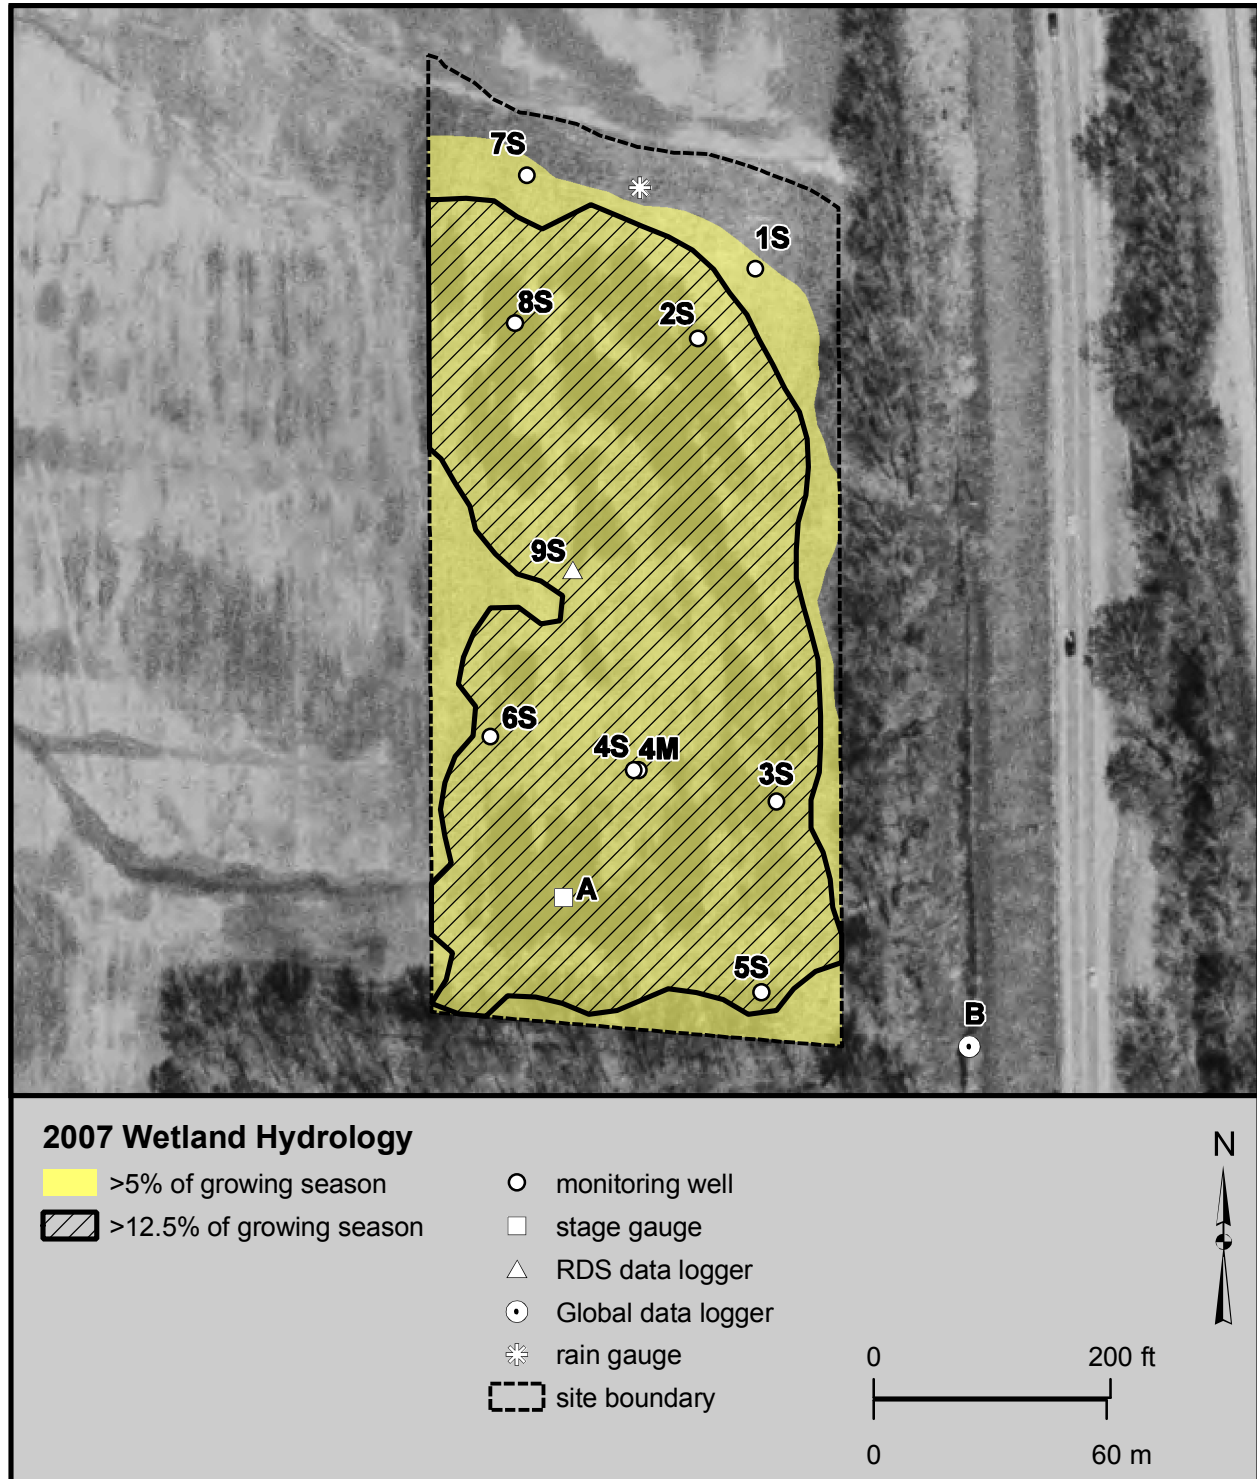 7S
1S
8S
2S
9S
6S
4S 4M
3S
A
5S
B
2007 Wetland Hydrology
N
>5% of growing season
>12.5% of growing season
monitoring well
stage gauge
RDS data logger
Global data logger
rain gauge
site boundary
0 200 ft
0 60 m